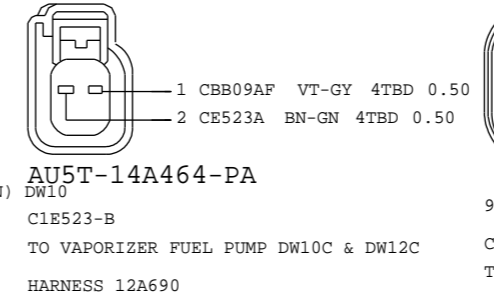 1 CBB09AF VT-GY 4TBD 0.50
2 CE523A BN-GN 4TBD 0.50
AU5T-14A464-PA
) DW10
C1E523-B
TO VAPORIZER FUEL PUMP DW10C & DW12C
HARNESS 12A690
9
C
T